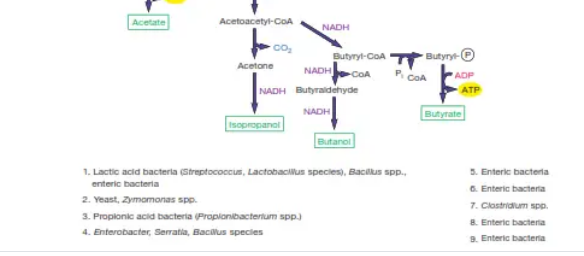 Acetate
Acetoacetyl-CoA
NADH
CO2
Acetone
Butyryl-CoA
Butyryl- P
NADH
CoA
Pi
CoA
ADP
NADH
Butyraldehyde
ATP
NADH
Butyrate
Isopropanol
Butanol
1. Lactic acid bacteria (Streptococcus, Lactobacillus species), Bacillus spp.,
enteric bacteria
2. Yeast, Zymomonas spp.
3. Propionic acid bacteria (Propionibacterium spp.)
4. Enterobacter, Serratia, Bacillus species
5. Enteric bacteria
6. Enteric bacteria
7. Clostridium spp.
8. Enteric bacteria
9. Enteric bacteria